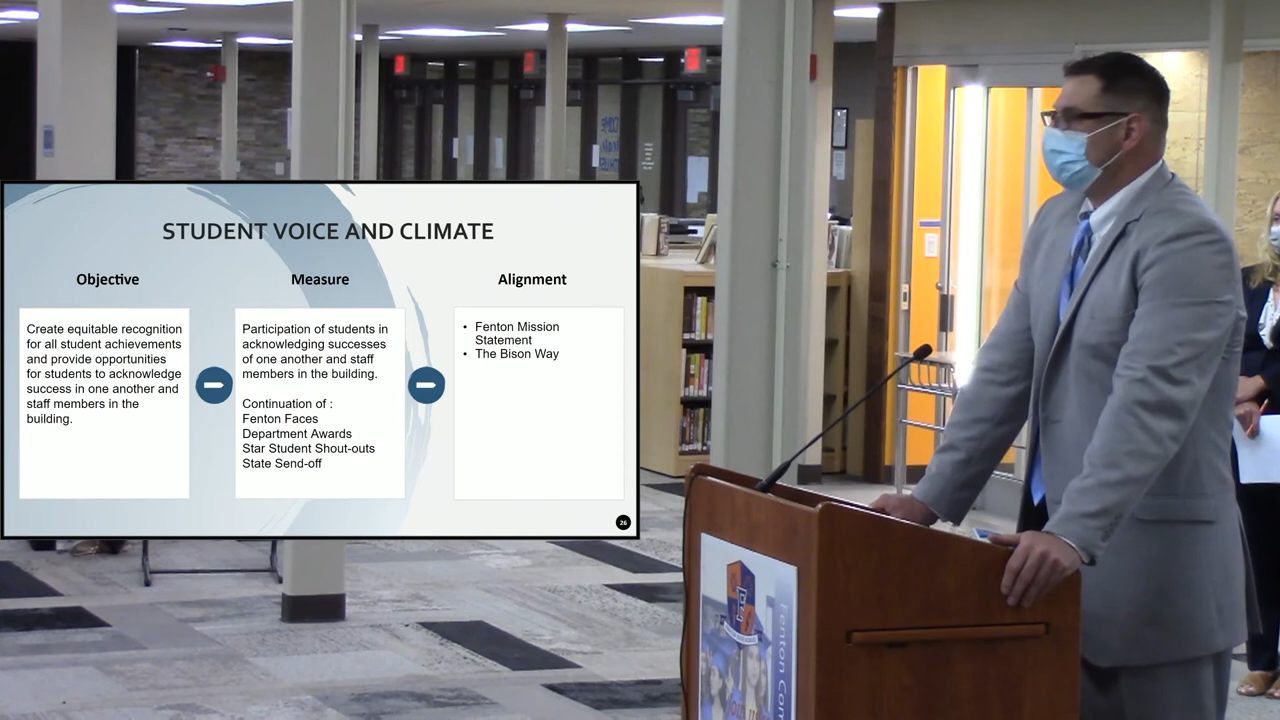 STUDENT VOICE AND CLIMATE
Objective
Create equitable recognition
for all student achievements
and provide opportunities
for students to acknowledge
success in one another and
staff members in the
building.
Measure
Participation of students in
acknowledging successes
of one another and staff
members in the building.
Continuation of :
Fenton Faces
Department Awards
Star Student Shout-outs
State Send-off
Alignment
• Fenton Mission
Statement
• The Bison Way
26
Fenton Com